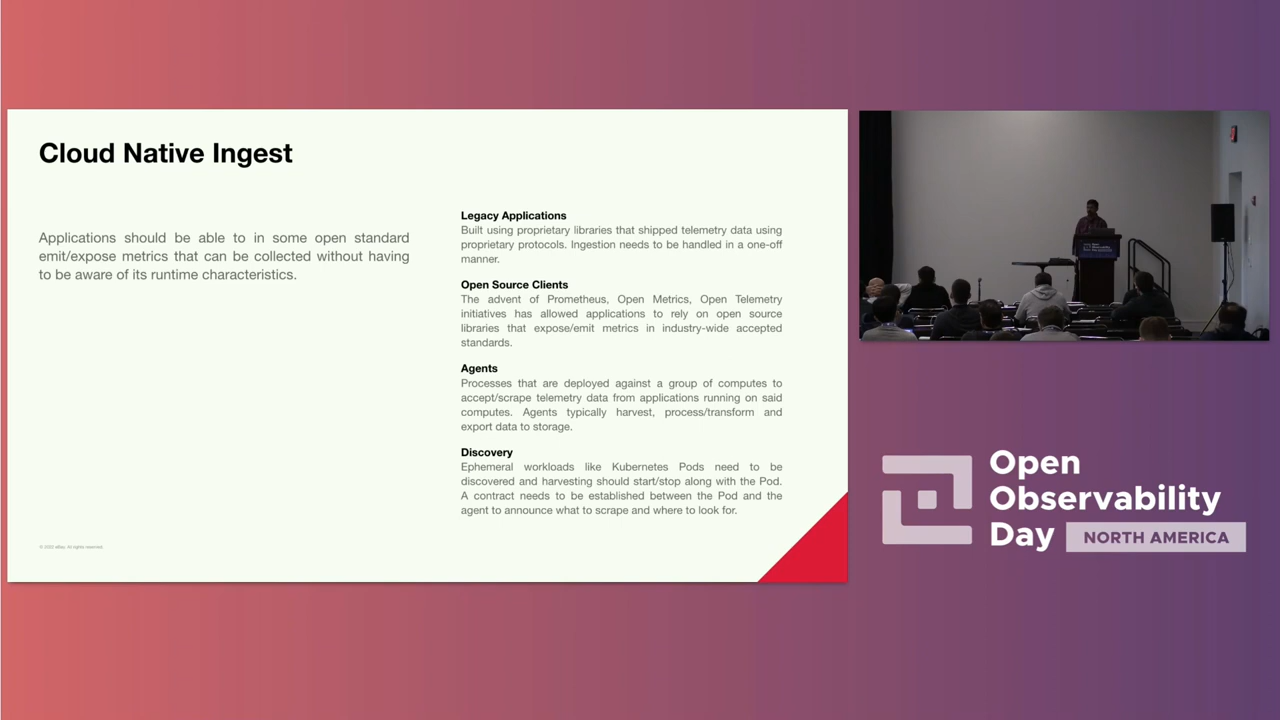 Cloud Native Ingest
Applications should be able to in some open standard
emit/expose metrics that can be collected without having
to be aware of its runtime characteristics.
Legacy Applications
Built using proprietary libraries that shipped telemetry data using
proprietary protocols. Ingestion needs to be handled in a one-off
manner.
Open Source Clients
The advent of Prometheus, Open Metrics, Open Telemetry
initiatives has allowed applications to rely on open source
libraries that expose/emit metrics in industry-wide accepted
standards.
Agents
Processes that are deployed against a group of computes to
accept/scrape telemetry data from applications running on said
computes. Agents typically harvest, process/transform and
export data to storage.
Discovery
Ephemeral workloads like Kubernetes Pods need to be
discovered and harvesting should start/stop along with the Pod.
A contract needs to be established between the Pod and the
agent to announce what to scrape and where to look for.
© 2022 eBay. All rights reserved.
Open
Observability
Day
NORTH AMERICA